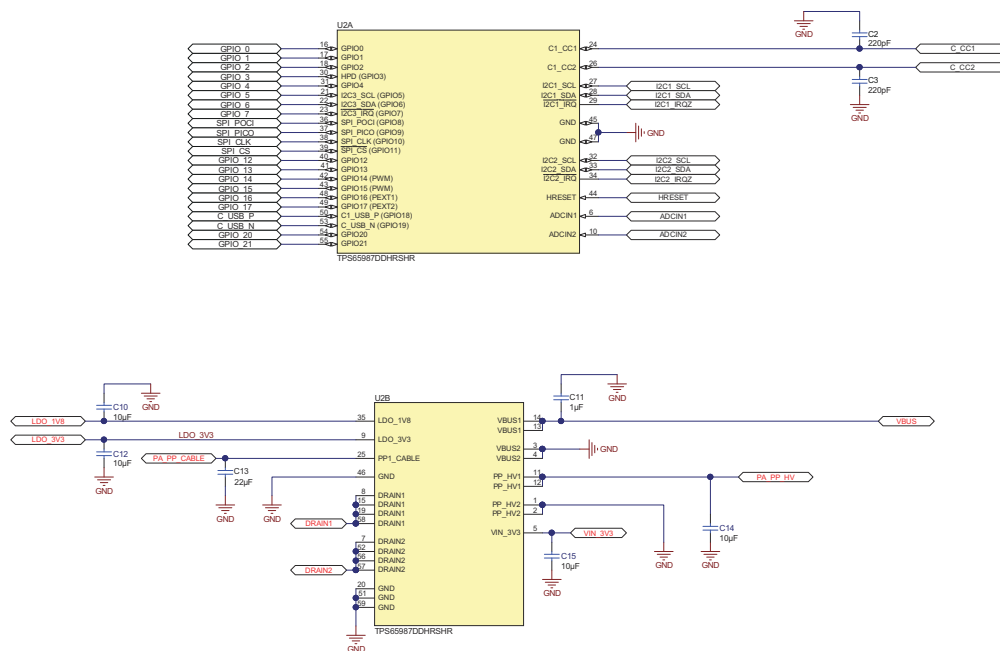 U2A
GPIO_0 16 GPIO0
GPIO_1 17 GPIO1
GPIO_2 18 GPIO2
GPIO_3 30 HPD (GPIO3)
GPIO_4 31 GPIO4
GPIO_5 21 I2C3_SCL (GPIO5)
GPIO_6 22 I2C3_SDA (GPIO6)
GPIO_7 23 I2C3_IRQ (GPIO7)
SPI_POCI 36 SPI_POCI (GPIO8)
SPI_PICO 37 SPI_PICO (GPIO9)
SPI_CLK 38 SPI_CLK (GPIO10)
SPI_CS 39 SPI_CS (GPIO11)
GPIO_12 40 GPIO12
GPIO_13 41 GPIO13
GPIO_14 42 GPIO14 (PWM)
GPIO_15 43 GPIO15 (PWM)
GPIO_16 48 GPIO16 (PEXT1)
GPIO_17 49 GPIO17 (PEXT2)
C_USB_P 50 C1_USB_P (GPIO18)
C_USB_N 53 C_USB_N (GPIO19)
GPIO_20 54 GPIO20
GPIO_21 55 GPIO21
C1_CC1 24 C_CC1
C1_CC2 26 C_CC2
I2C1_SCL 27 I2C1_SCL
I2C1_SDA 28 I2C1_SDA
I2C1_IRQ 29 I2C1_IRQZ
GND 45
GND 47
GND
I2C2_SCL 32 I2C2_SCL
I2C2_SDA 33 I2C2_SDA
I2C2_IRQ 34 I2C2_IRQZ
HRESET 44 HRESET
ADCIN1 6 ADCIN1
ADCIN2 10 ADCIN2
TPS65987DDHRSHR
GND
C2
220pF
C3
220pF
GND
U2B
GND
C10
10µF
LDO_1V8 35 LDO_1V8
LDO_3V3 LDO_3V3 9 LDO_3V3
C12
10µF
GND
PA_PP_CABLE 25 PP1_CABLE
C13
22µF
GND
46 GND
GND
8 DRAIN1
15 DRAIN1
19 DRAIN1
DRAIN1 58 DRAIN1
7 DRAIN2
52 DRAIN2
56 DRAIN2
DRAIN2 57 DRAIN2
20 GND
51 GND
59 GND
GND
TPS65987DDHRSHR
C11
1µF
GND
VBUS1 14 VBUS
VBUS1 13
VBUS2 3 GND
VBUS2 4
PP_HV1 11 PA_PP_HV
PP_HV1 12
PP_HV2 1
PP_HV2 2
VIN_3V3 5 VIN_3V3
C15
10µF
GND
GND
C14
10µF
GND